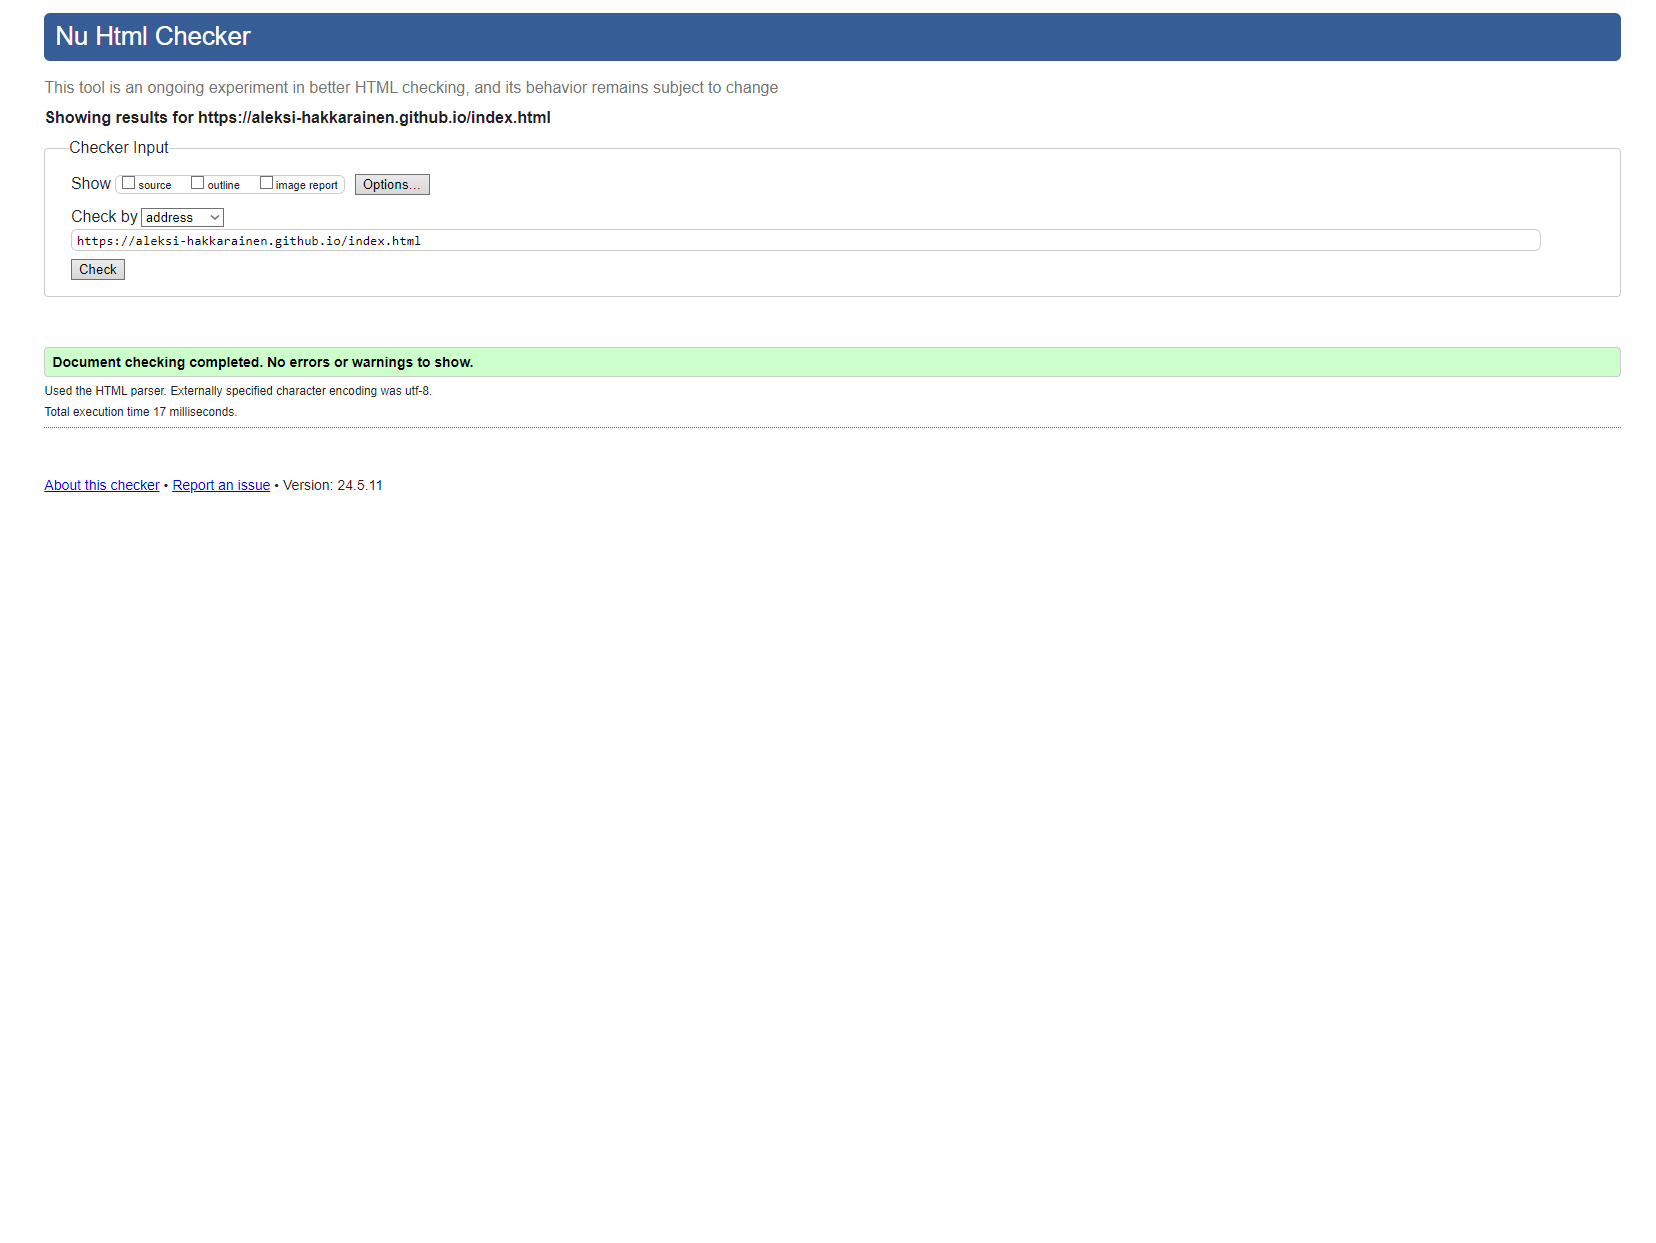 Nu Html Checker
This tool is an ongoing experiment in better HTML checking, and its behavior remains subject to change
Showing results for https://aleksi-hakkarainen.github.io/index.html
Checker Input
Show source outline image report Options...
Check by address
https://aleksi-hakkarainen.github.io/index.html
Check
Document checking completed. No errors or warnings to show.
Used the HTML parser. Externally specified character encoding was utf-8.
Total execution time 17 milliseconds.
About this checker • Report an issue • Version: 24.5.11